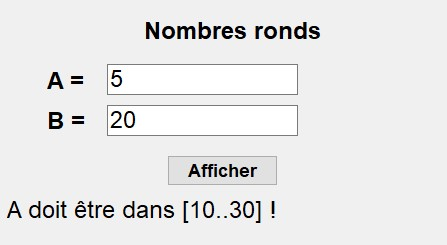 Nombres ronds
A = 5
B = 20
Afficher
A doit être dans [10..30] !